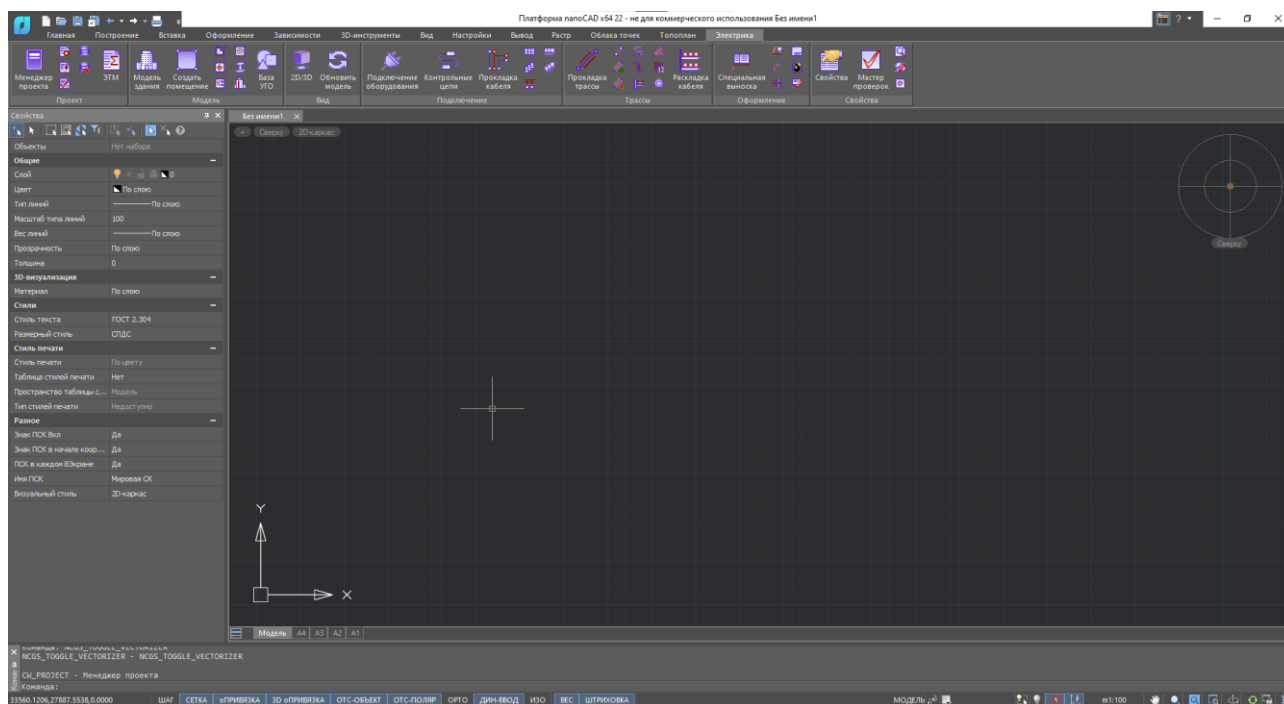 Платформа nanoCAD x64 22 - не для коммерческого использования Без имени1
Главная Построение Вставка Оформление Зависимости 3D-инструменты Вид Настройки Вывод Растр Облака точек Топоплан Электрика
Менеджер проекта
ЭТМ
Модель здания
Создать помещение
База УГО
2D/3D
Обновить модель
Подключение оборудования
Контрольные цепи
Прокладка кабеля
Прокладка трассы
Раскладка кабеля
Специальная выноска
Свойства
Мастер проверок
Проект Модель Вид Подключение Трассы Оформление Свойства
Свойства
Без имени1
+ Сверху 2D-каркас
Объекты Нет набора
Общие
Слой 0
Цвет По слою
Тип линий По слою
Масштаб типа линий 100
Вес линий По слою
Прозрачность По слою
Толщина 0
3D-визуализация
Материал По слою
Стили
Стиль текста ГОСТ 2.304
Размерный стиль СПДС
Стиль печати
Стиль печати По цвету
Таблица стилей печати Нет
Пространство таблицы с... Модель
Тип стилей печати Недоступно
Разное
Знак ПСК Вкл Да
Знак ПСК в начале коор... Да
ПСК в каждом ВЭкране Да
Имя ПСК Мировая СК
Визуальный стиль 2D-каркас
Сверху
Y
X
Модель A4 A3 A2 A1
Команда: NCGS_TOGGLE_VECTORIZER
NCGS_TOGGLE_VECTORIZER - NCGS_TOGGLE_VECTORIZER
CW_PROJECT - Менеджер проекта
Команда:
33560.1206,27887.5538,0.0000 ШАГ СЕТКА оПРИВЯЗКА 3D оПРИВЯЗКА ОТС-ОБЪЕКТ ОТС-ПОЛЯР ОРТО ДИН-ВВОД ИЗО ВЕС ШТРИХОВКА МОДЕЛЬ m1:100